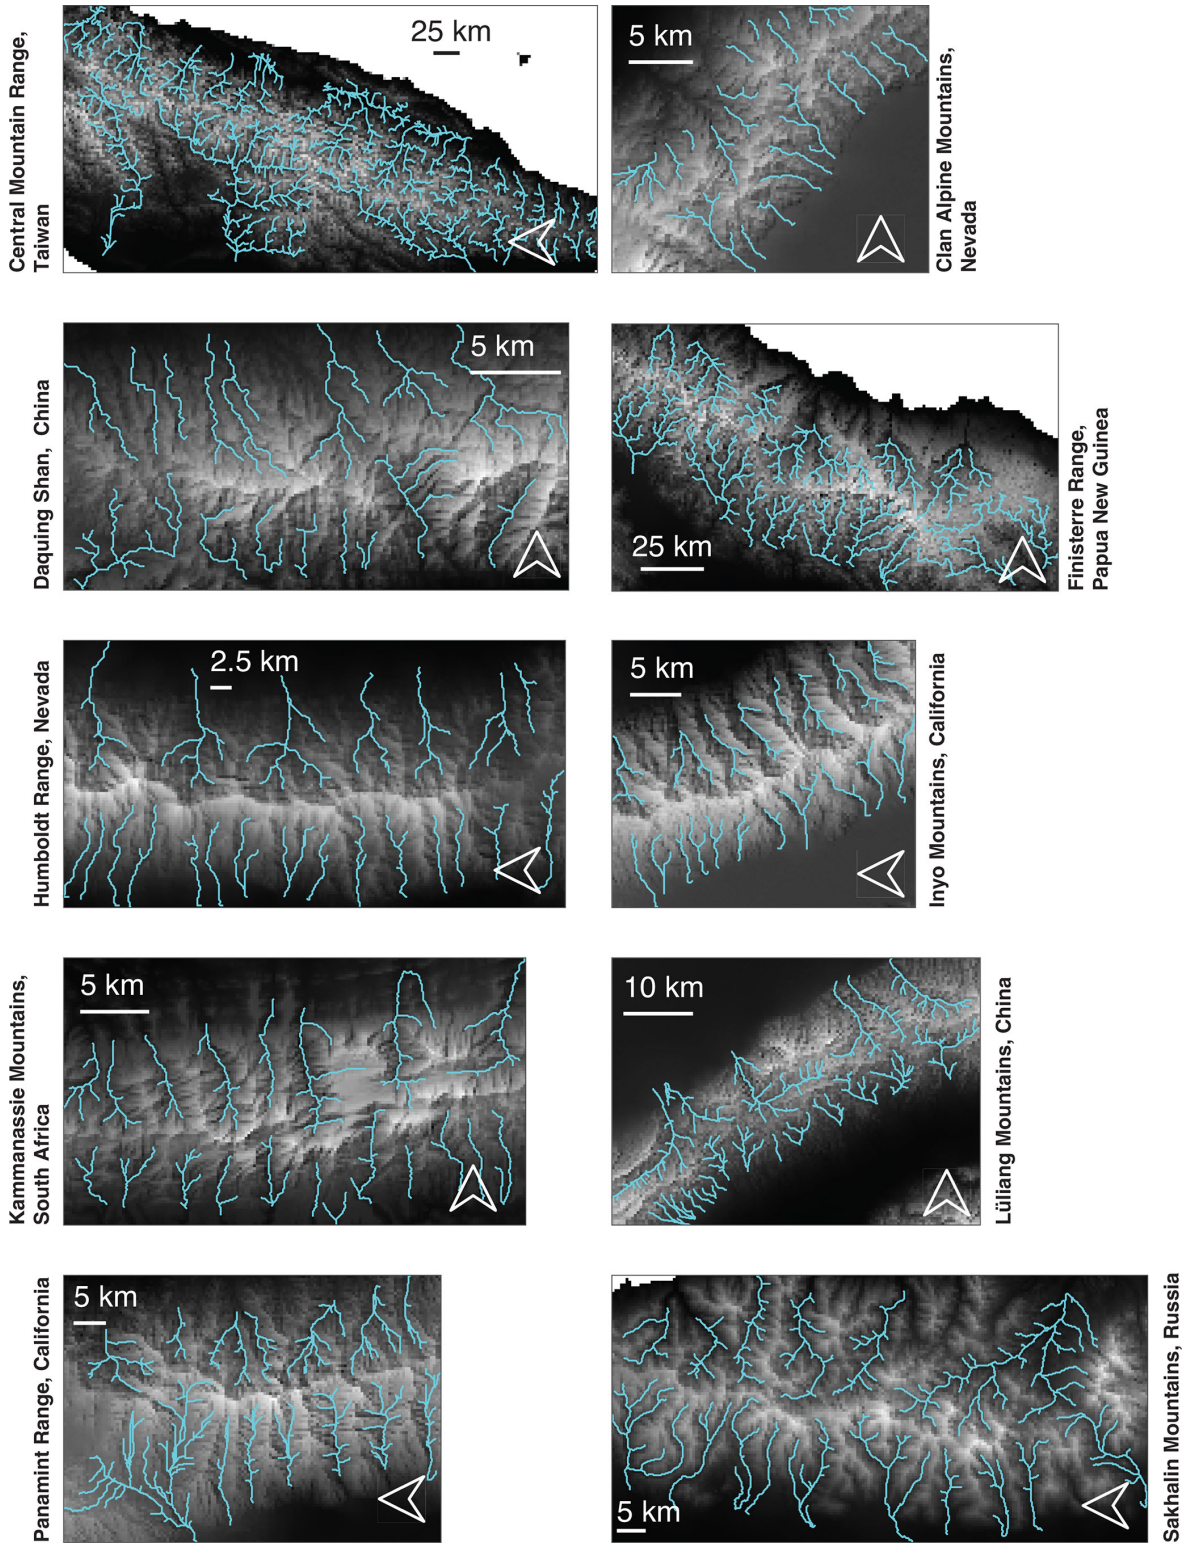 Central Mountain Range,
Taiwan
25 km
5 km
Clan Alpine Mountains,
Nevada
Daquing Shan, China
5 km
25 km
Finisterre Range,
Papua New Guinea
Humboldt Range, Nevada
2.5 km
5 km
Inyo Mountains, California
Kammanassie Mountains,
South Africa
5 km
10 km
Lüliang Mountains, China
Panamint Range, California
5 km
5 km
Sakhalin Mountains, Russia